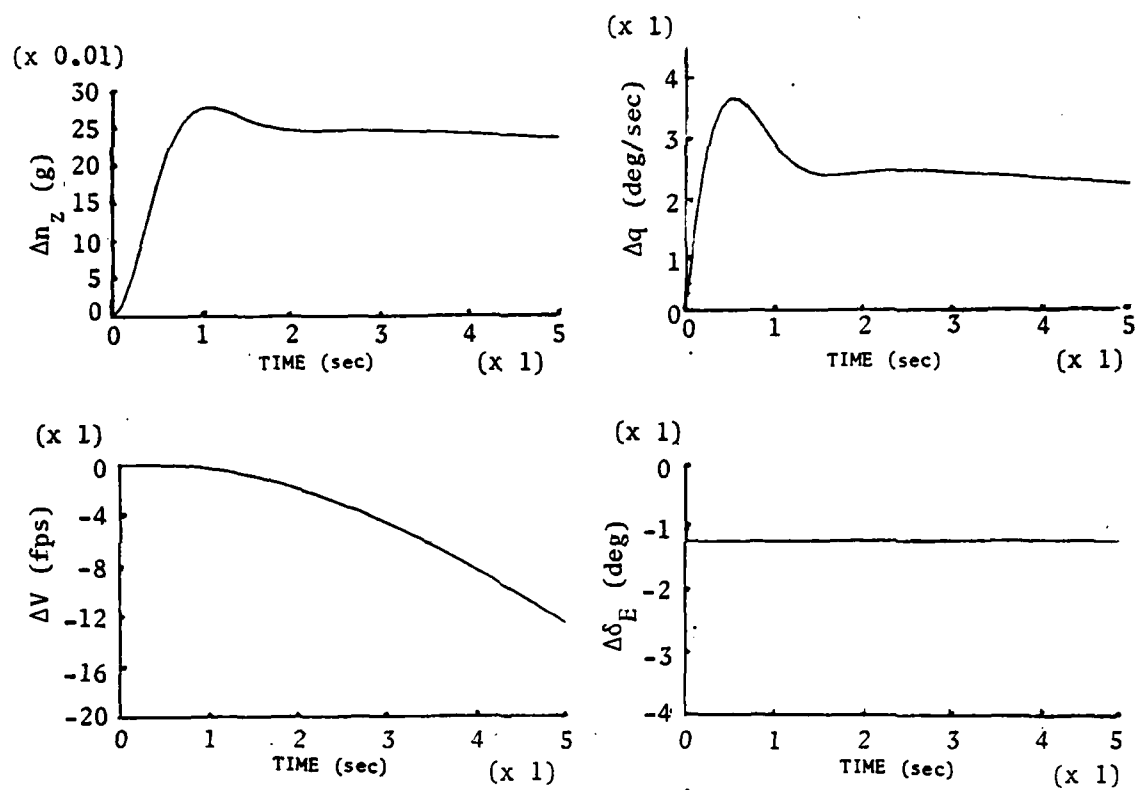 (x 0.01)
30
25
20
15
10
5
0
Δn_z (g)
0 1 2 3 4 5
TIME (sec) (x 1)
(x 1)
4
3
2
1
0
Δq (deg/sec)
0 1 2 3 4 5
TIME (sec) (x 1)
(x 1)
0
-4
-8
-12
-16
-20
ΔV (fps)
0 1 2 3 4 5
TIME (sec) (x 1)
(x 1)
0
-1
-2
-3
-4
Δδ_E (deg)
0 1 2 3 4 5
TIME (sec) (x 1)